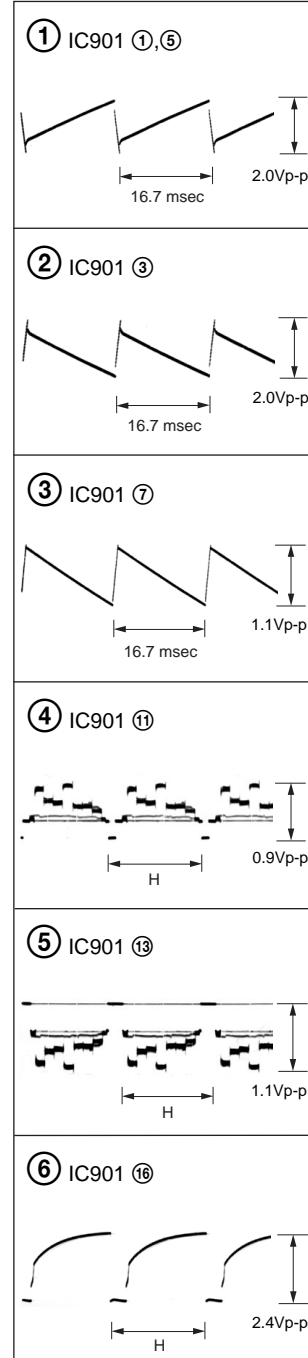 ① IC901 ①,⑤
2.0Vp-p
16.7 msec
② IC901 ③
2.0Vp-p
16.7 msec
③ IC901 ⑦
1.1Vp-p
16.7 msec
④ IC901 ⑪
0.9Vp-p
H
⑤ IC901 ⑬
1.1Vp-p
H
⑥ IC901 ⑯
2.4Vp-p
H